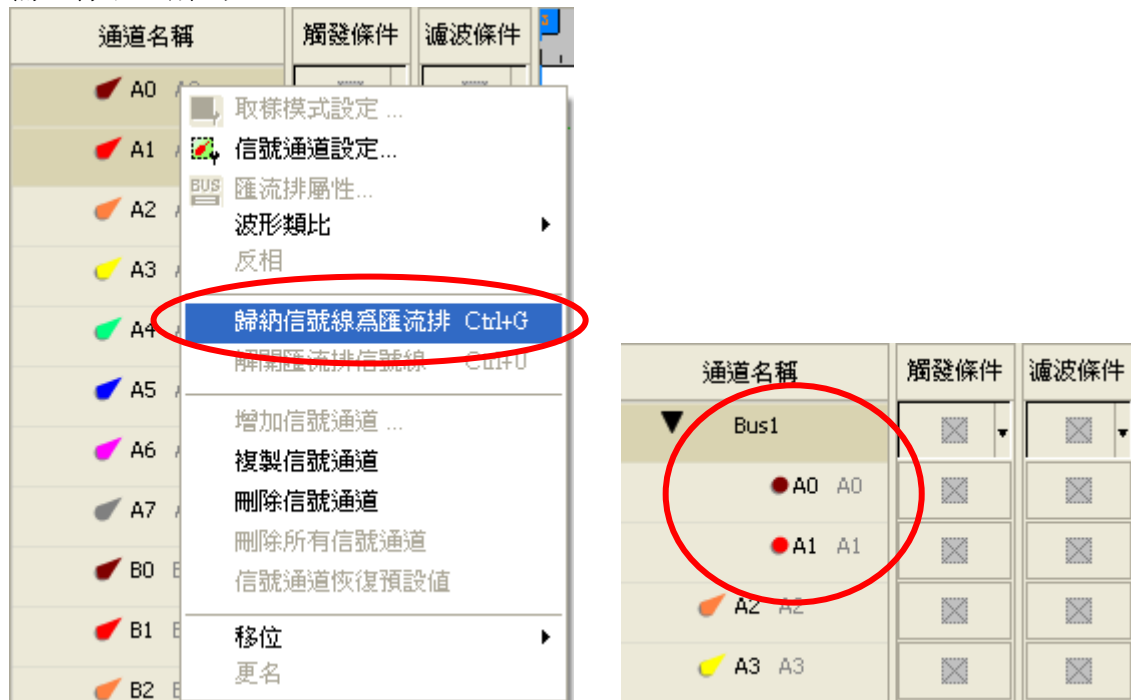 通道名稱 觸發條件 濾波條件
A0
A1
A2
A3
A4
A5
A6
A7
B0
B1
B2
取樣模式設定 ...
信號通道設定...
BUS 匯流排屬性...
波形類比
反相
歸納信號線爲匯流排 Ctrl+G
解開匯流排信號線 Ctrl+U
增加信號通道 ...
複製信號通道
刪除信號通道
刪除所有信號通道
信號通道恢復預設值
移位
更名
通道名稱 觸發條件 濾波條件
Bus1
A0 A0
A1 A1
A2 A2
A3 A3